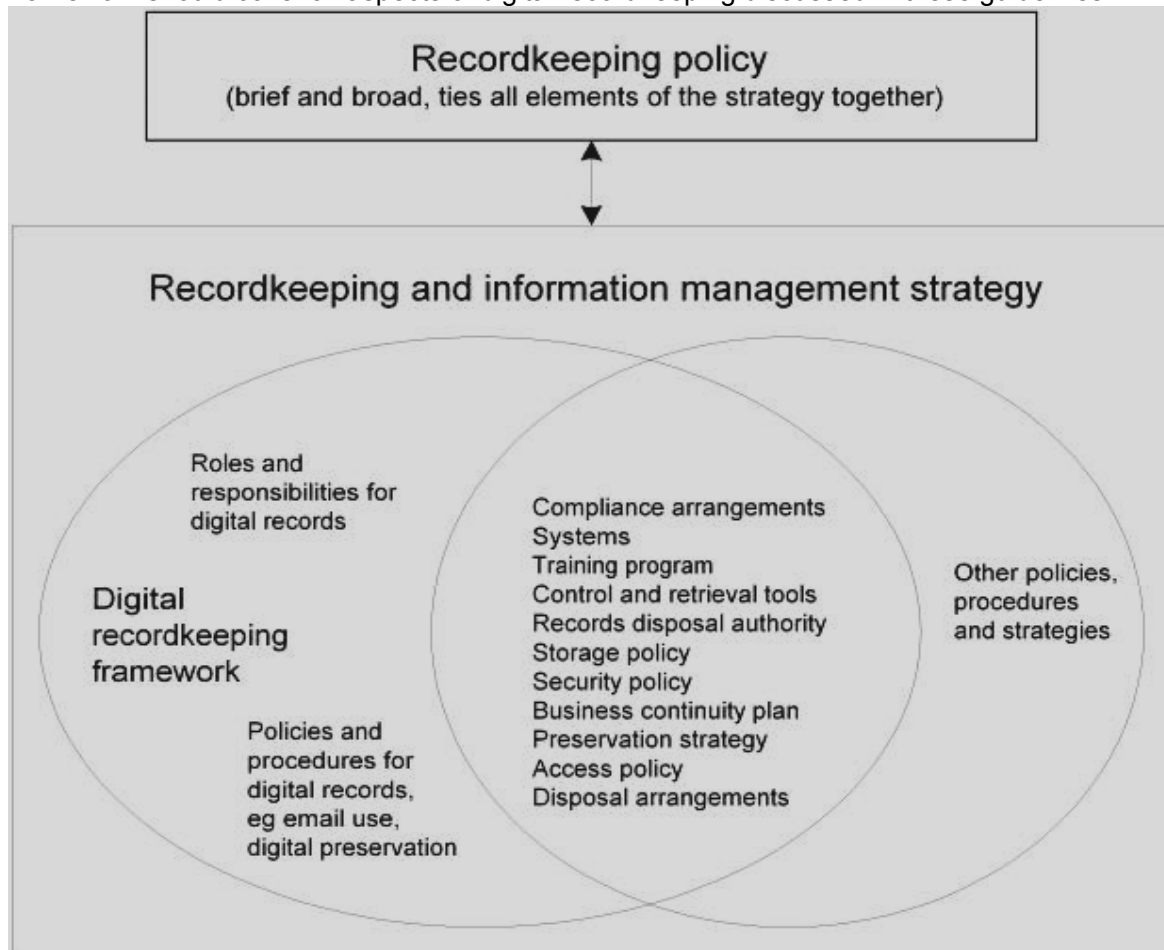 Recordkeeping policy
(brief and broad, ties all elements of the strategy together)
Recordkeeping and information management strategy
Roles and
responsibilities for
digital records
Digital
recordkeeping
framework
Policies and
procedures for
digital records,
eg email use,
digital preservation
Compliance arrangements
Systems
Training program
Control and retrieval tools
Records disposal authority
Storage policy
Security policy
Business continuity plan
Preservation strategy
Access policy
Disposal arrangements
Other policies,
procedures
and strategies